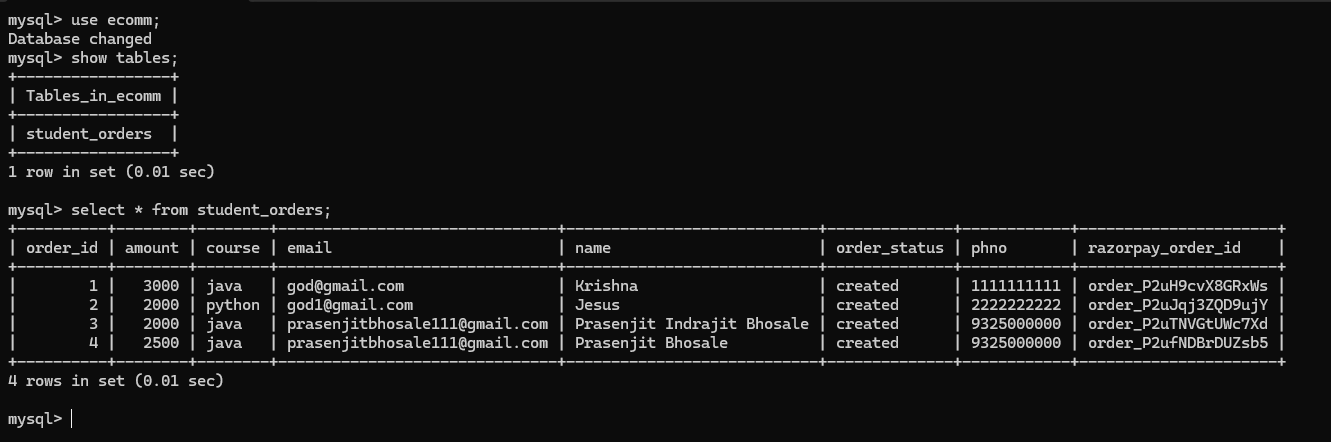 mysql> use ecomm;
Database changed
mysql> show tables;
+-----------------+
| Tables_in_ecomm |
+-----------------+
| student_orders  |
+-----------------+
1 row in set (0.01 sec)

mysql> select * from student_orders;
+----------+--------+--------+-----------------------------+---------------------------+--------------+------------+----------------------+
| order_id | amount | course | email                       | name                      | order_status | phno       | razorpay_order_id    |
+----------+--------+--------+-----------------------------+---------------------------+--------------+------------+----------------------+
|        1 |   3000 | java   | god@gmail.com               | Krishna                   | created      | 1111111111 | order_P2uH9cvX8GRxWs |
|        2 |   2000 | python | god1@gmail.com              | Jesus                     | created      | 2222222222 | order_P2uJqj3ZQD9ujY |
|        3 |   2000 | java   | prasenjitbhosale111@gmail.com | Prasenjit Indrajit Bhosale | created      | 9325000000 | order_P2uTNVGtUWc7Xd |
|        4 |   2500 | java   | prasenjitbhosale111@gmail.com | Prasenjit Bhosale         | created      | 9325000000 | order_P2ufNDBrDUZsb5 |
+----------+--------+--------+-----------------------------+---------------------------+--------------+------------+----------------------+
4 rows in set (0.01 sec)

mysql>